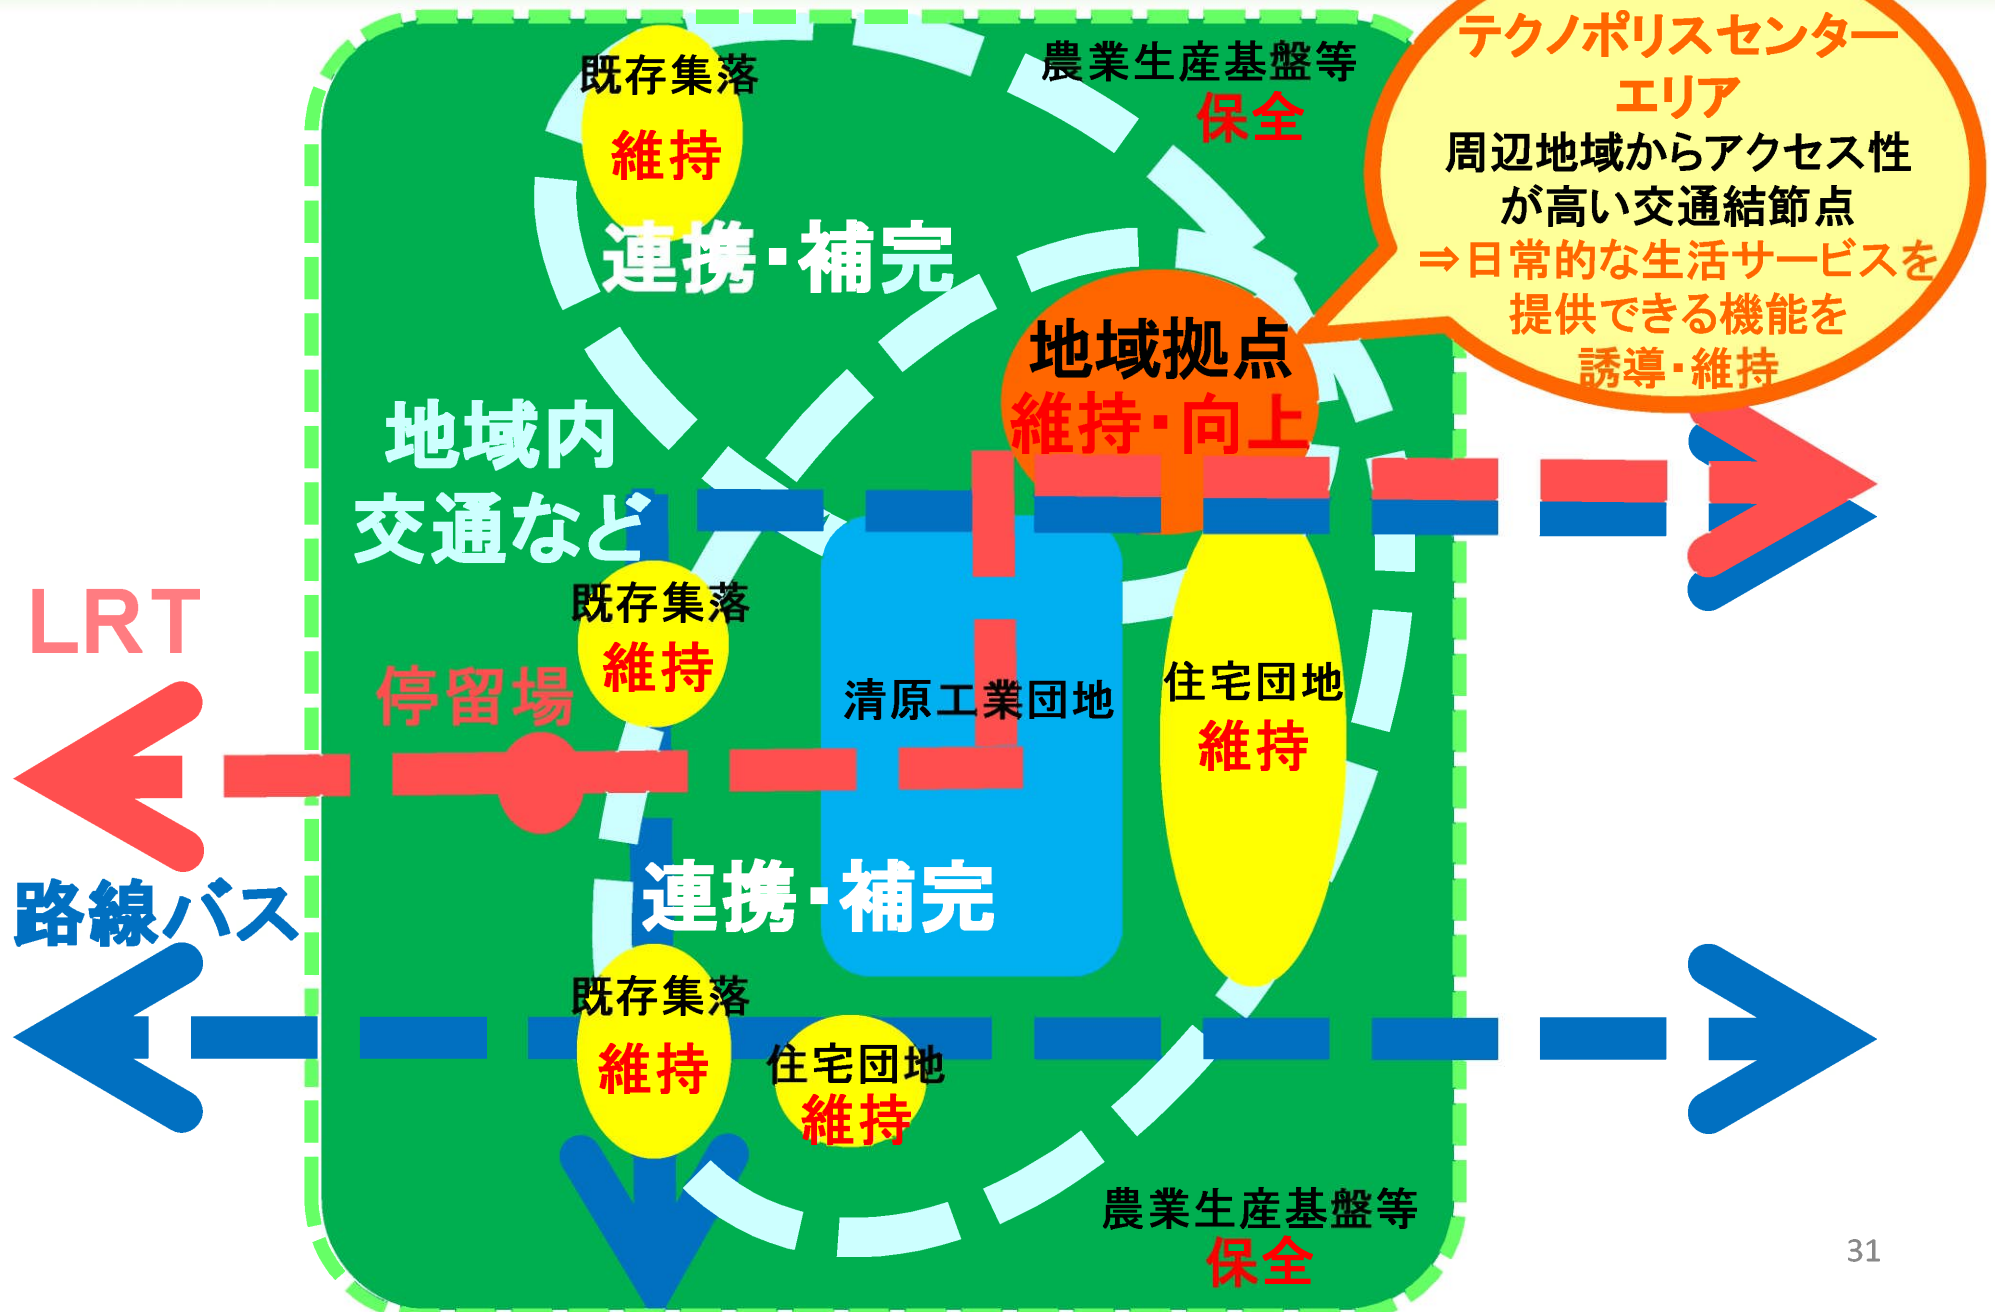 テクノポリスセンター
エリア
周辺地域からアクセス性
が高い交通結節点
⇒日常的な生活サービスを
提供できる機能を
誘導・維持
農業生産基盤等
保全
既存集落
維持
連携・補完
地域拠点
維持・向上
地域内
交通など
LRT
既存集落
維持
停留場
清原工業団地
住宅団地
維持
路線バス
連携・補完
既存集落
維持
住宅団地
維持
農業生産基盤等
保全
31